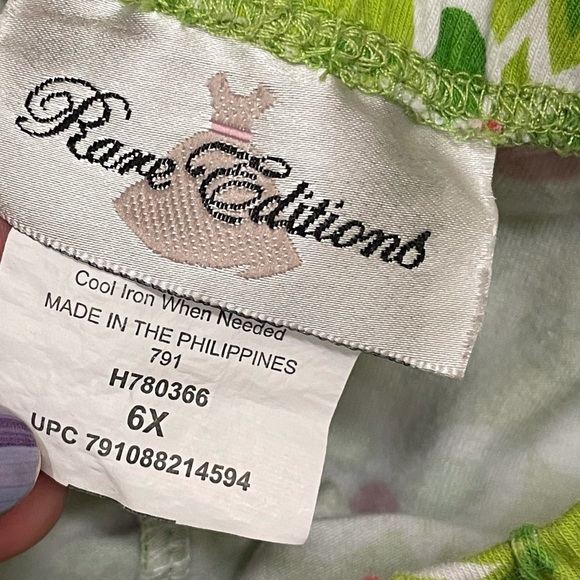 Rare Editions
Cool Iron When Needed
MADE IN THE PHILIPPINES
791
H780366
6X
UPC 791088214594